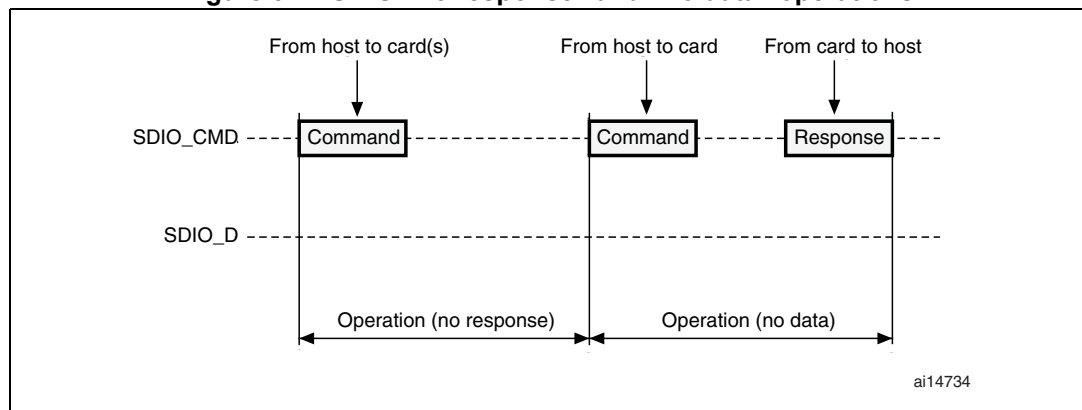 From host to card(s) From host to card From card to host
SDIO_CMD Command Command Response
SDIO_D
Operation (no response) Operation (no data)
ai14734